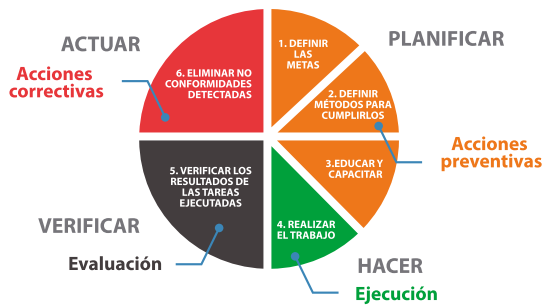 ACTUAR
Acciones
correctivas
6. ELIMINAR NO
CONFORMIDADES
DETECTADAS
1. DEFINIR
LAS
METAS
PLANIFICAR
2. DEFINIR
MÉTODOS PARA
CUMPLIRLOS
Acciones
preventivas
3.EDUCAR Y
CAPACITAR
5. VERIFICAR LOS
RESULTADOS DE
LAS TAREAS
EJECUTADAS
4. REALIZAR
EL TRABAJO
VERIFICAR
Evaluación
HACER
Ejecución